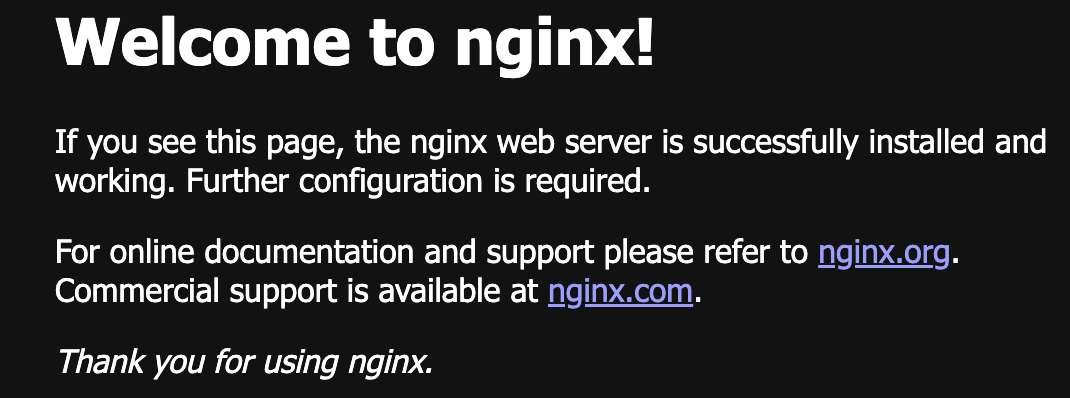 Welcome to nginx!
If you see this page, the nginx web server is successfully installed and
working. Further configuration is required.
For online documentation and support please refer to nginx.org.
Commercial support is available at nginx.com.
Thank you for using nginx.